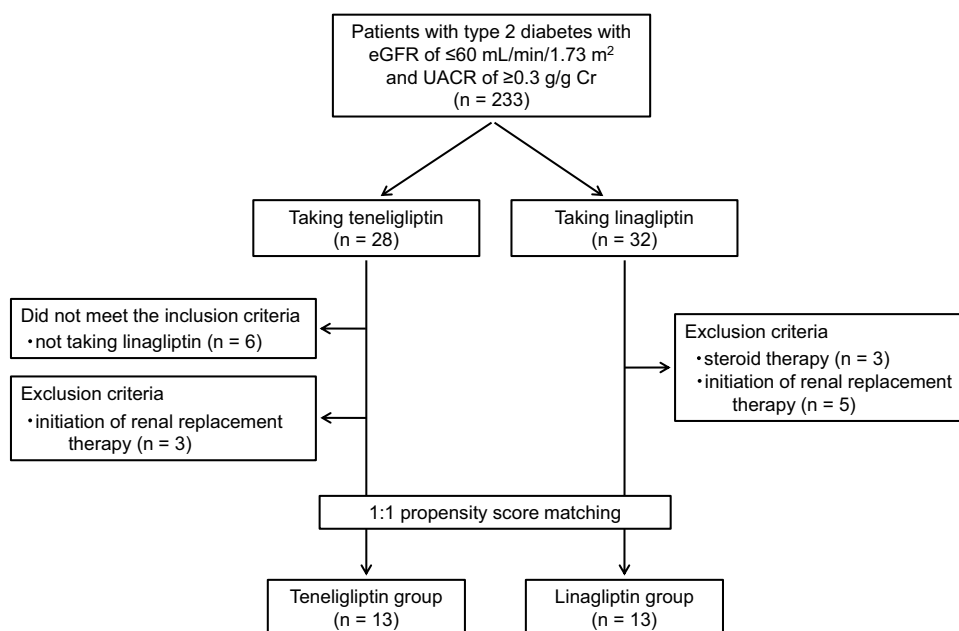 Patients with type 2 diabetes with
eGFR of ≤60 mL/min/1.73 m²
and UACR of ≥0.3 g/g Cr
(n = 233)
Taking teneligliptin
(n = 28)
Taking linagliptin
(n = 32)
Did not meet the inclusion criteria
・not taking linagliptin (n = 6)
Exclusion criteria
・initiation of renal replacement
therapy (n = 3)
Exclusion criteria
・steroid therapy (n = 3)
・initiation of renal replacement
therapy (n = 5)
1:1 propensity score matching
Teneligliptin group
(n = 13)
Linagliptin group
(n = 13)